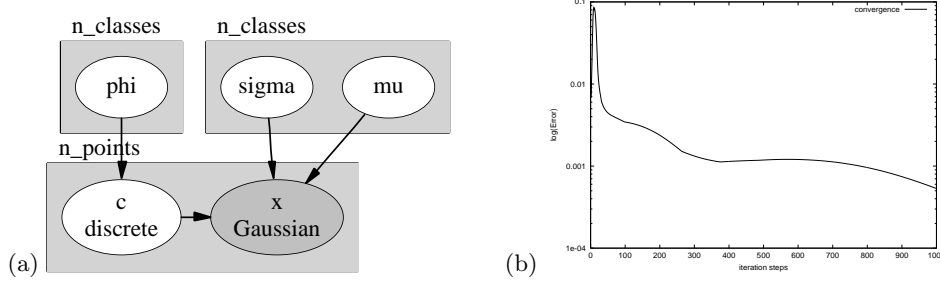 n_classes
n_classes
phi
sigma
mu
n_points
c
discrete
x
Gaussian
(a)
convergence
0.1
0.01
0.001
1e-04
log(Error)
0 100 200 300 400 500 600 700 800 900 1000
iteration steps
(b)